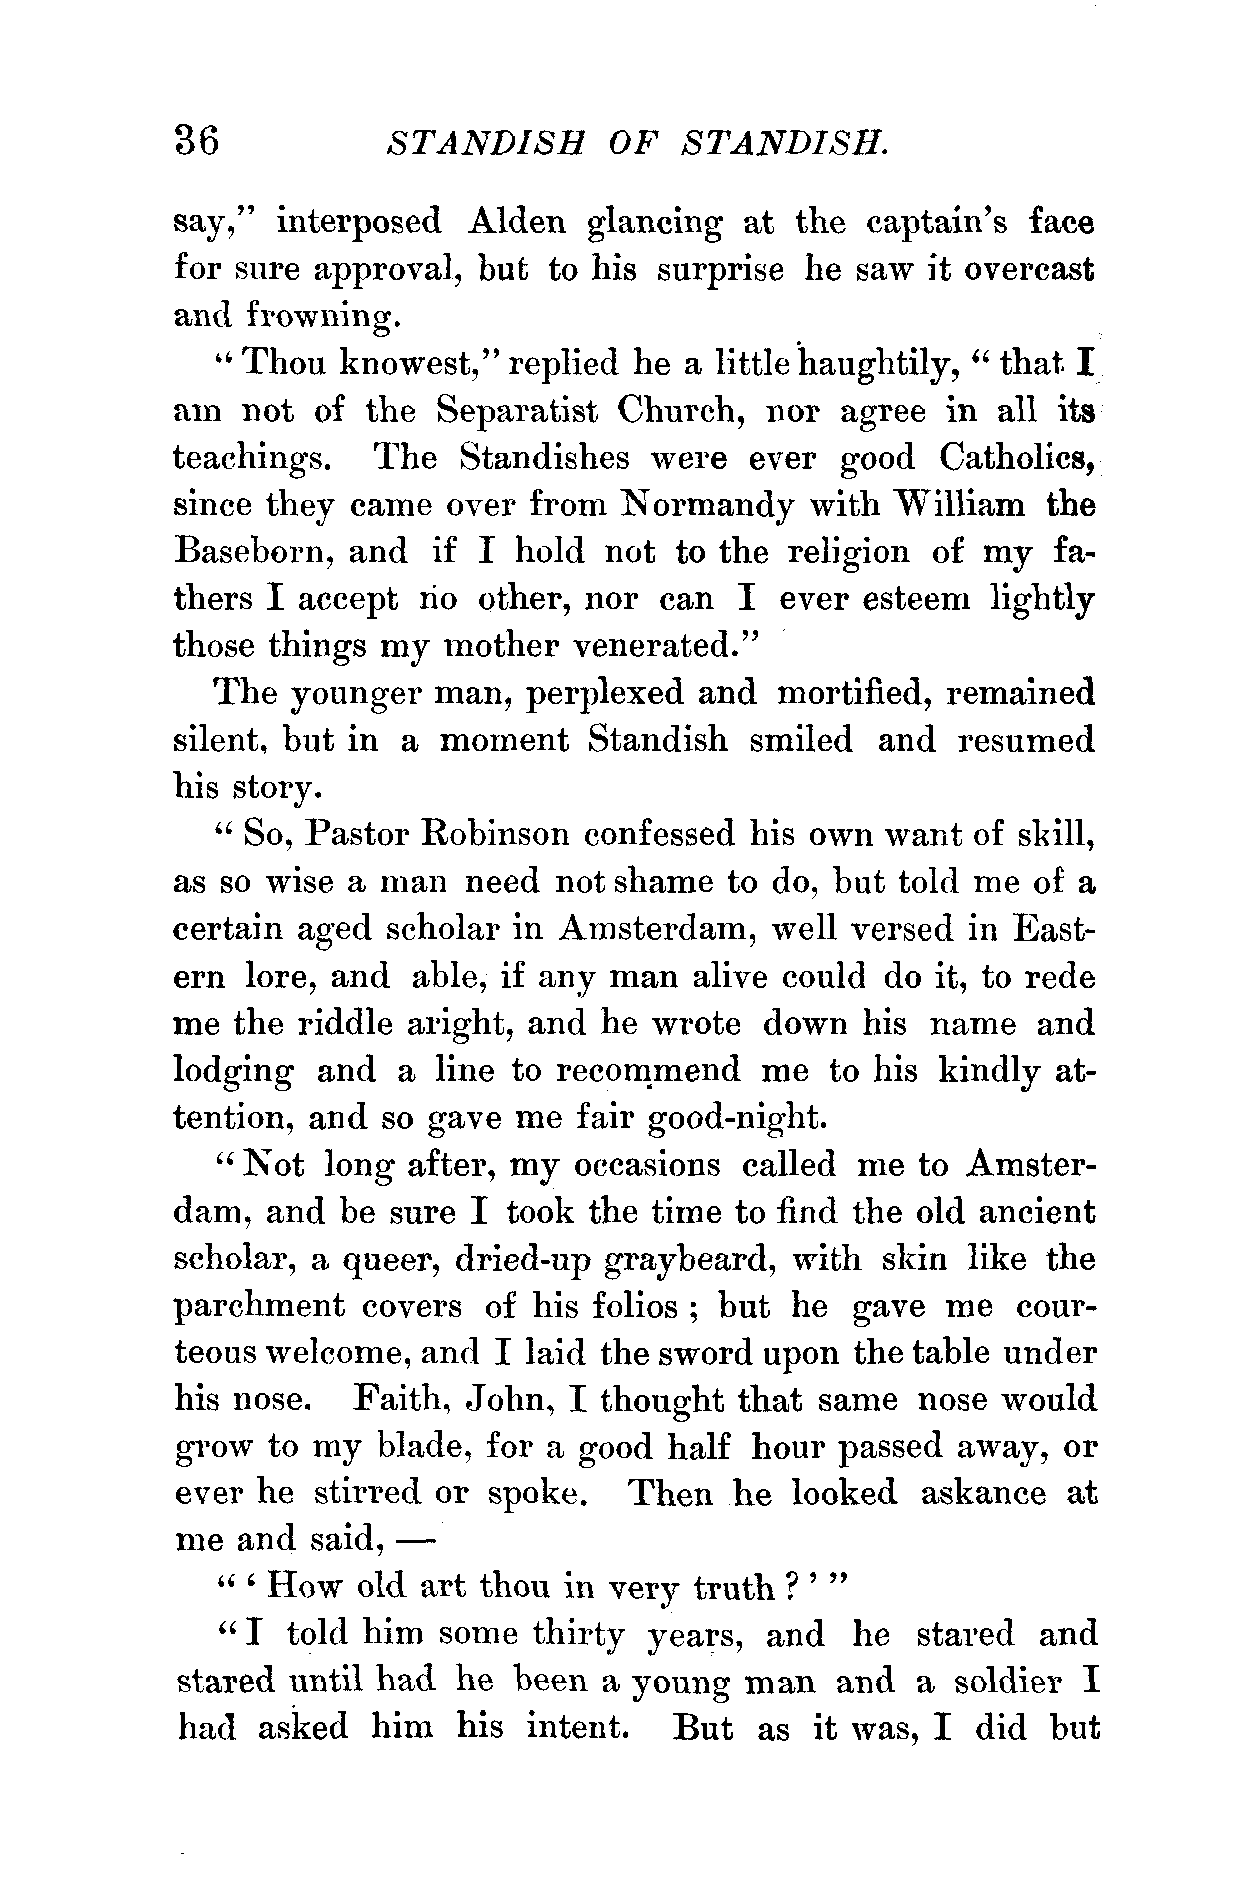 36 STANDISH OF STANDISH.
say," interposed Alden glancing at the captain's face
for sure approval, but to his surprise he saw it overcast
and frowning.
" Thou knowest," replied he a little haughtily, " that I
am not of the Separatist Church, nor agree in all its
teachings. The Standishes were ever good Catholics,
since they came over from Normandy with William the
Baseborn, and if I hold not to the religion of my fa-
thers I accept no other, nor can I ever esteem lightly
those things my mother venerated."
The younger man, perplexed and mortified, remained
silent, but in a moment Standish smiled and resumed
his story.
" So, Pastor Robinson confessed his own want of skill,
as so wise a man need not shame to do, but told me of a
certain aged scholar in Amsterdam, well versed in East-
ern lore, and able, if any man alive could do it, to rede
me the riddle aright, and he wrote down his name and
lodging and a line to recommend me to his kindly at-
tention, and so gave me fair good-night.
" Not long after, my occasions called me to Amster-
dam, and be sure I took the time to find the old ancient
scholar, a queer, dried-up graybeard, with skin like the
parchment covers of his folios ; but he gave me cour-
teous welcome, and I laid the sword upon the table under
his nose. Faith, John, I thought that same nose would
grow to my blade, for a good half hour passed away, or
ever he stirred or spoke. Then he looked askance at
me and said, —
" ' How old art thou in very truth ? ' "
" I told him some thirty years, and he stared and
stared until had he been a young man and a soldier I
had asked him his intent. But as it was, I did but